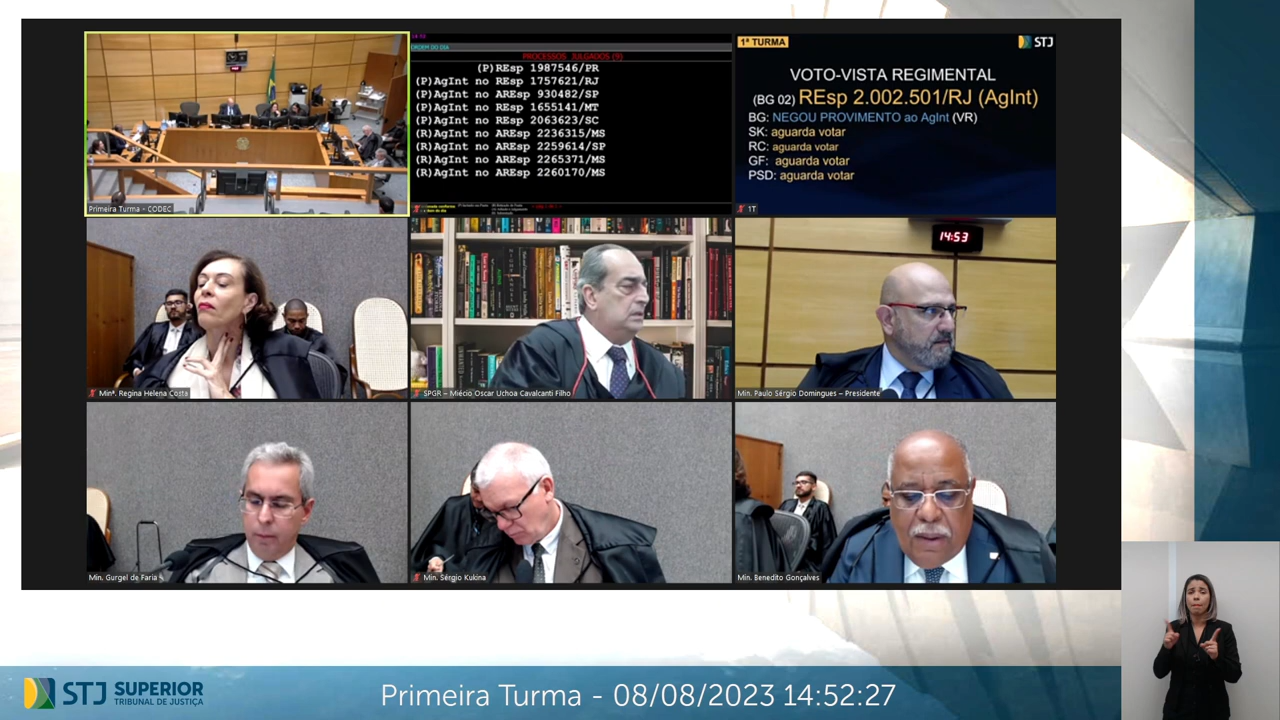 ORDEM DO DIA
PROCESSOS JULGADOS (9)
(P)REsp 1987546/PR
(P)AgInt no REsp 1757621/RJ
(P)AgInt no AREsp 930482/SP
(P)AgInt no REsp 1655141/MT
(P)AgInt no REsp 2063623/SC
(R)AgInt no AREsp 2236315/MS
(R)AgInt no AREsp 2259614/SP
(R)AgInt no AREsp 2265371/MS
(R)AgInt no AREsp 2260170/MS
1ª TURMA
STJ
VOTO-VISTA REGIMENTAL
(BG 02) REsp 2.002.501/RJ (AgInt)
BG: NEGOU PROVIMENTO ao AgInt (VR)
SK: aguarda votar
RC: aguarda votar
GF: aguarda votar
PSD: aguarda votar
Primeira Turma - CODEC
1T
14:53
Minª. Regina Helena Costa
SPGR – Miécio Oscar Uchoa Cavalcanti Filho
Min. Paulo Sérgio Domingues – Presidente
Min. Gurgel de Faria
Min. Sérgio Kukina
Min. Benedito Gonçalves
STJ SUPERIOR
TRIBUNAL DE JUSTIÇA
Primeira Turma - 08/08/2023 14:52:27